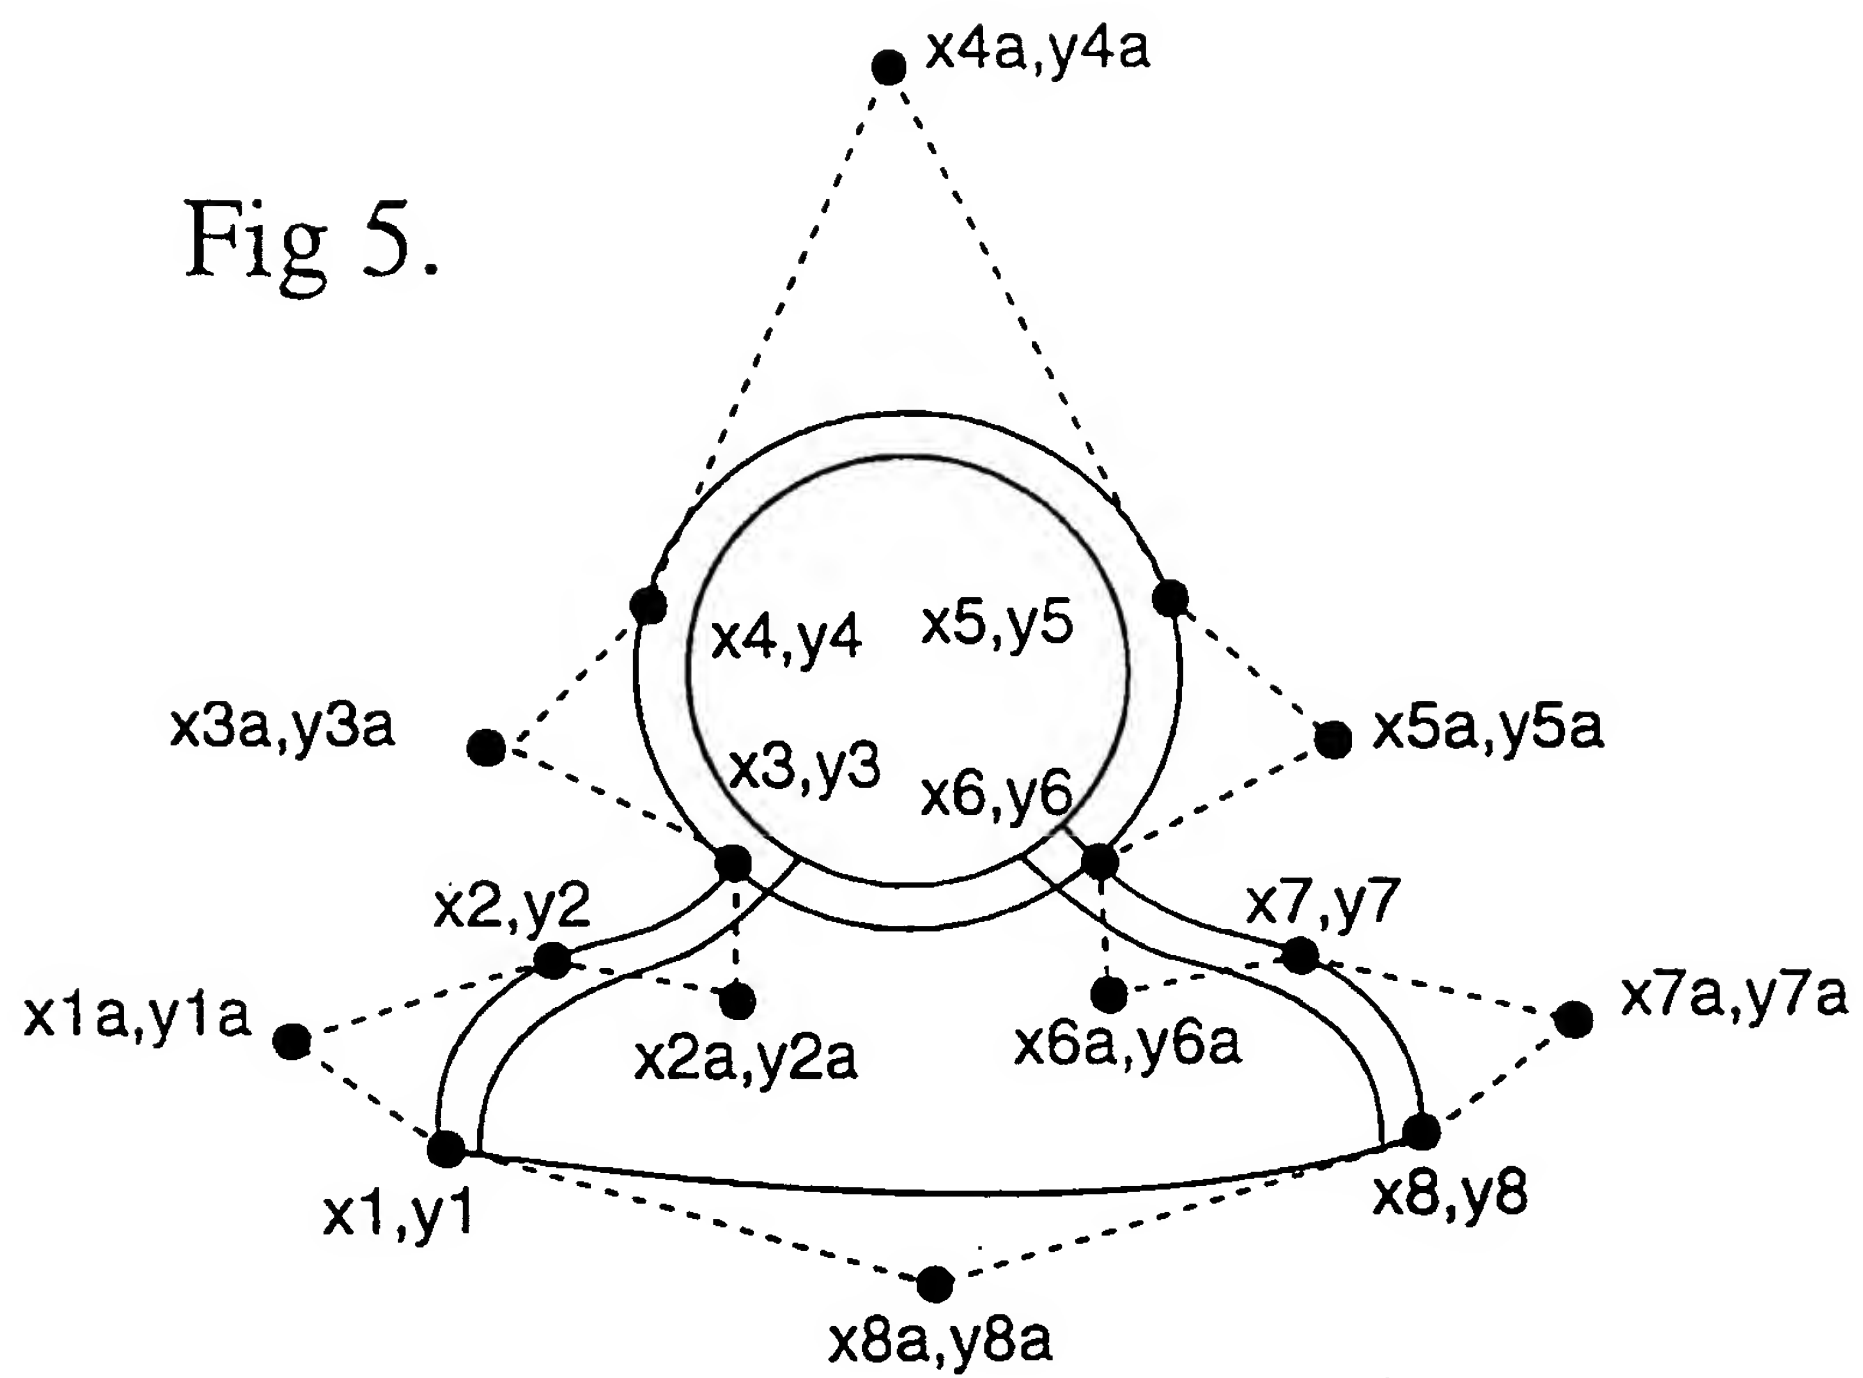 x4a,y4a
Fig 5.
x4,y4
x5,y5
x3a,y3a
x5a,y5a
x3,y3
x6,y6
x2,y2
x7,y7
x1a,y1a
x7a,y7a
x2a,y2a
x6a,y6a
x1,y1
x8,y8
x8a,y8a